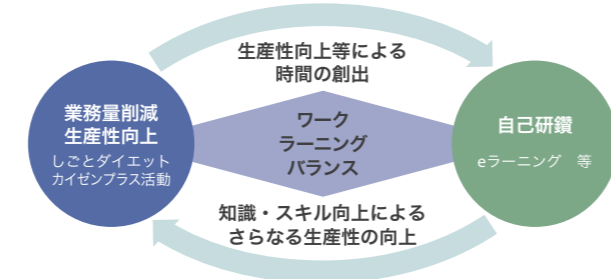 生産性向上等による
時間の創出
業務量削減
生産性向上
しごとダイエット
カイゼンプラス活動
ワーク
ラーニング
バランス
自己研鑽
eラーニング　等
知識・スキル向上による
さらなる生産性の向上